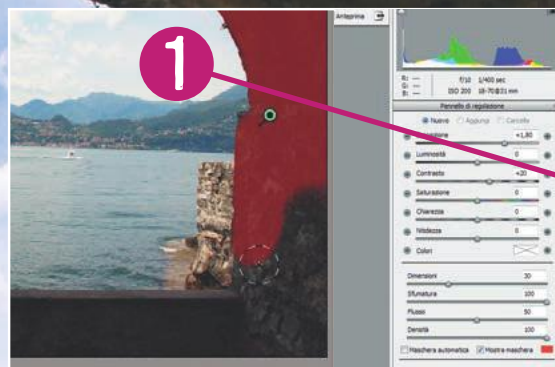 Anteprima
1
R: ---
G: ---
B: ---
f/10 1/400 sec
ISO 200 18-70@31 mm
Pannello di regolazione
Nuovo Aggiungi Cancella
+1,80
Luminosità 0
Contrasto +20
Saturazione 0
Chiarezza 0
Nitidezza 0
Colori
Dimensioni 20
Sfumatura 100
Flusso 50
Densità 100
Maschera automatica Mostra maschera